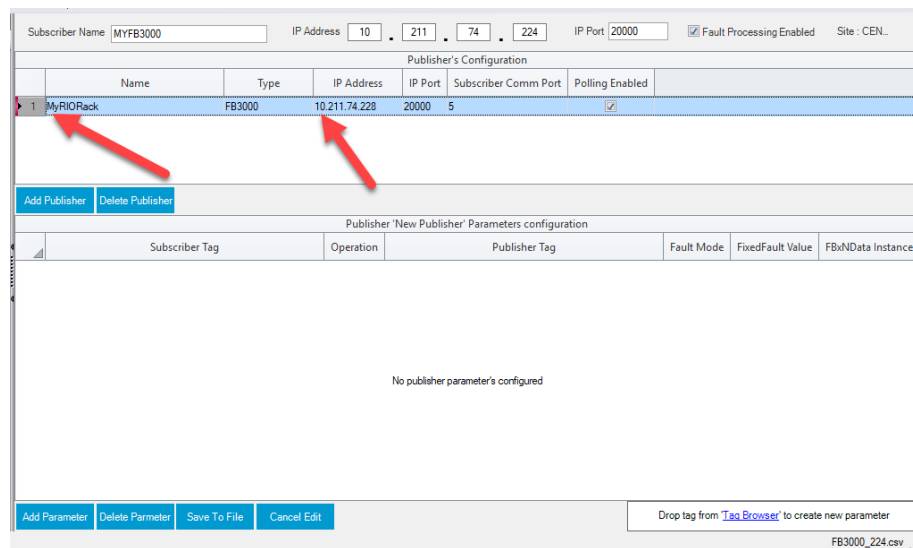 Subscriber Name MYFB3000 IP Address 10 . 211 . 74 . 224 IP Port 20000 Fault Processing Enabled Site : CEN...
Publisher's Configuration
Name Type IP Address IP Port Subscriber Comm Port Polling Enabled
1 MyRIORack FB3000 10.211.74.228 20000 5
Add Publisher Delete Publisher
Publisher 'New Publisher' Parameters configuration
Subscriber Tag Operation Publisher Tag Fault Mode FixedFault Value FBxNData Instance
No publisher parameter's configured
Add Parameter Delete Parmeter Save To File Cancel Edit Drop tag from 'Tag Browser' to create new parameter
FB3000_224.csv